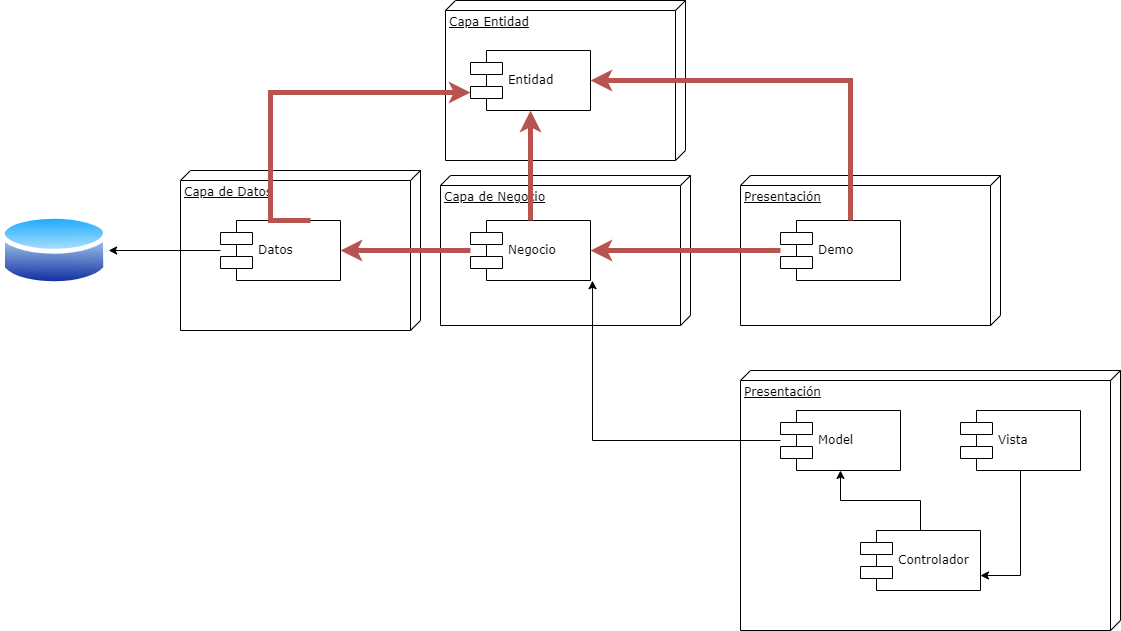 Capa Entidad
Entidad
Capa de Datos
Datos
Capa de Negocio
Negocio
Presentación
Demo
Presentación
Model
Vista
Controlador